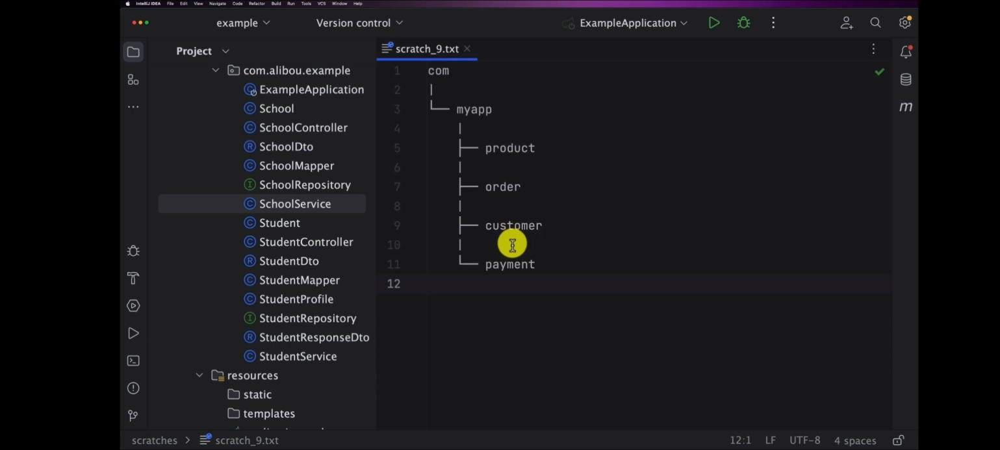 IntelliJ IDEA File Edit View Navigate Code Refactor Build Run Tools VCS Window Help
example Version control ExampleApplication
Project
com.alibou.example
ExampleApplication
School
SchoolController
SchoolDto
SchoolMapper
SchoolRepository
SchoolService
Student
StudentController
StudentDto
StudentMapper
StudentProfile
StudentRepository
StudentResponseDto
StudentService
resources
static
templates
scratch_9.txt
1 com
2 |
3 └── myapp
4 |
5 ├── product
6 |
7 ├── order
8 |
9 ├── customer
10 |
11 └── payment
12
m
scratches > scratch_9.txt 12:1 LF UTF-8 4 spaces